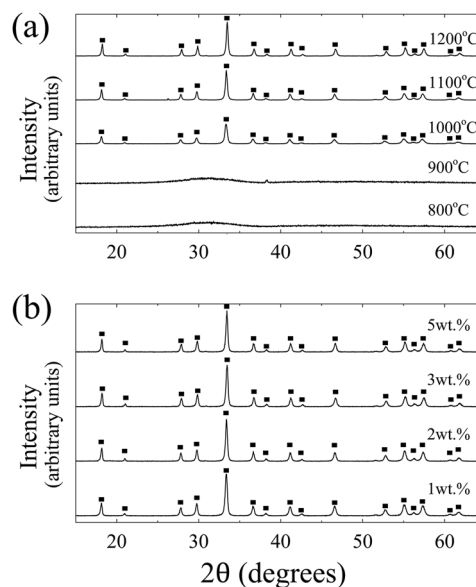 (a)
Intensity
(arbitrary units)
1200°C
1100°C
1000°C
900°C
800°C
20 30 40 50 60
(b)
Intensity
(arbitrary units)
5wt.%
3wt.%
2wt.%
1wt.%
20 30 40 50 60
2θ (degrees)